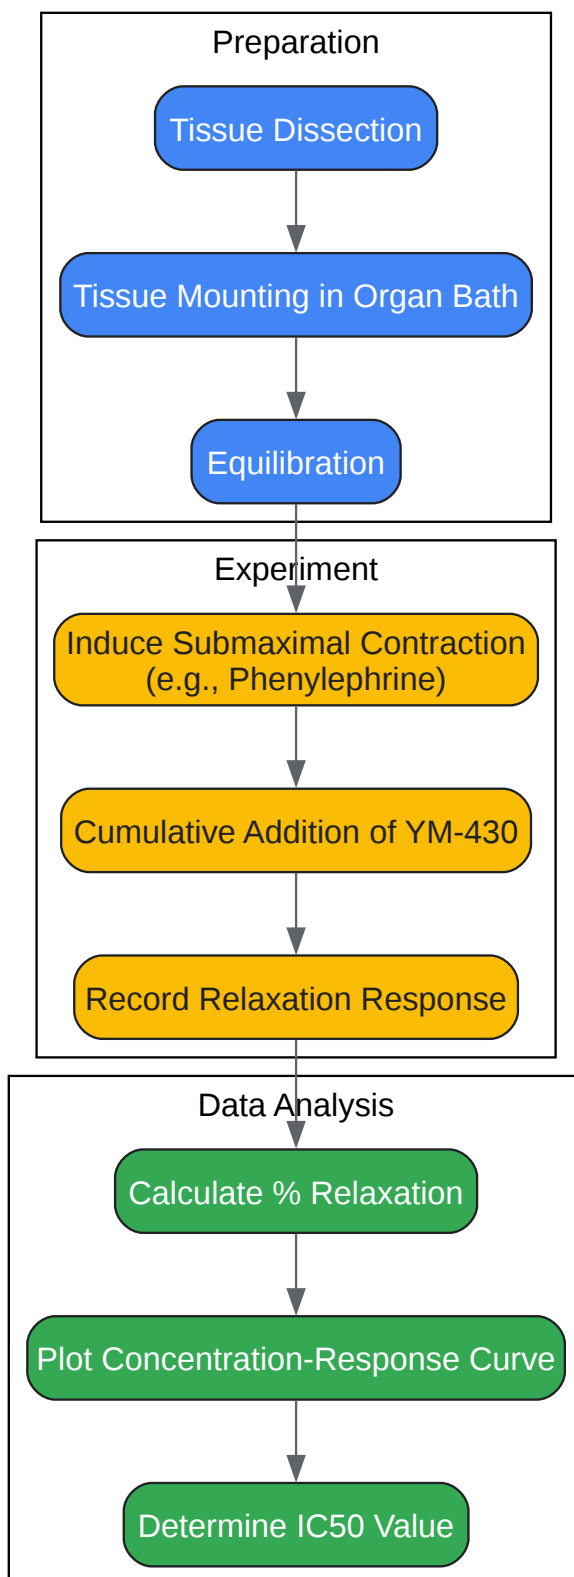 Preparation
Tissue Dissection
Tissue Mounting in Organ Bath
Equilibration
Experiment
Induce Submaximal Contraction
(e.g., Phenylephrine)
Cumulative Addition of YM-430
Record Relaxation Response
Data Analysis
Calculate % Relaxation
Plot Concentration-Response Curve
Determine IC50 Value